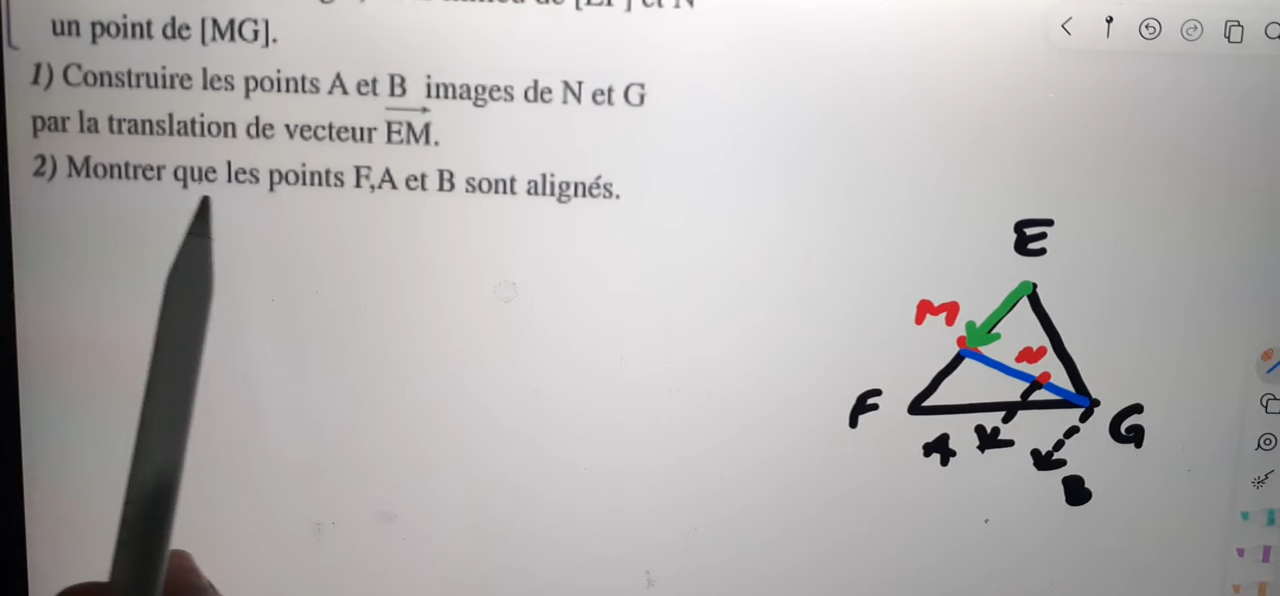 un point de [MG].
1) Construire les points A et B images de N et G
par la translation de vecteur EM.
2) Montrer que les points F,A et B sont alignés.
E
M
N
F
G
A
B